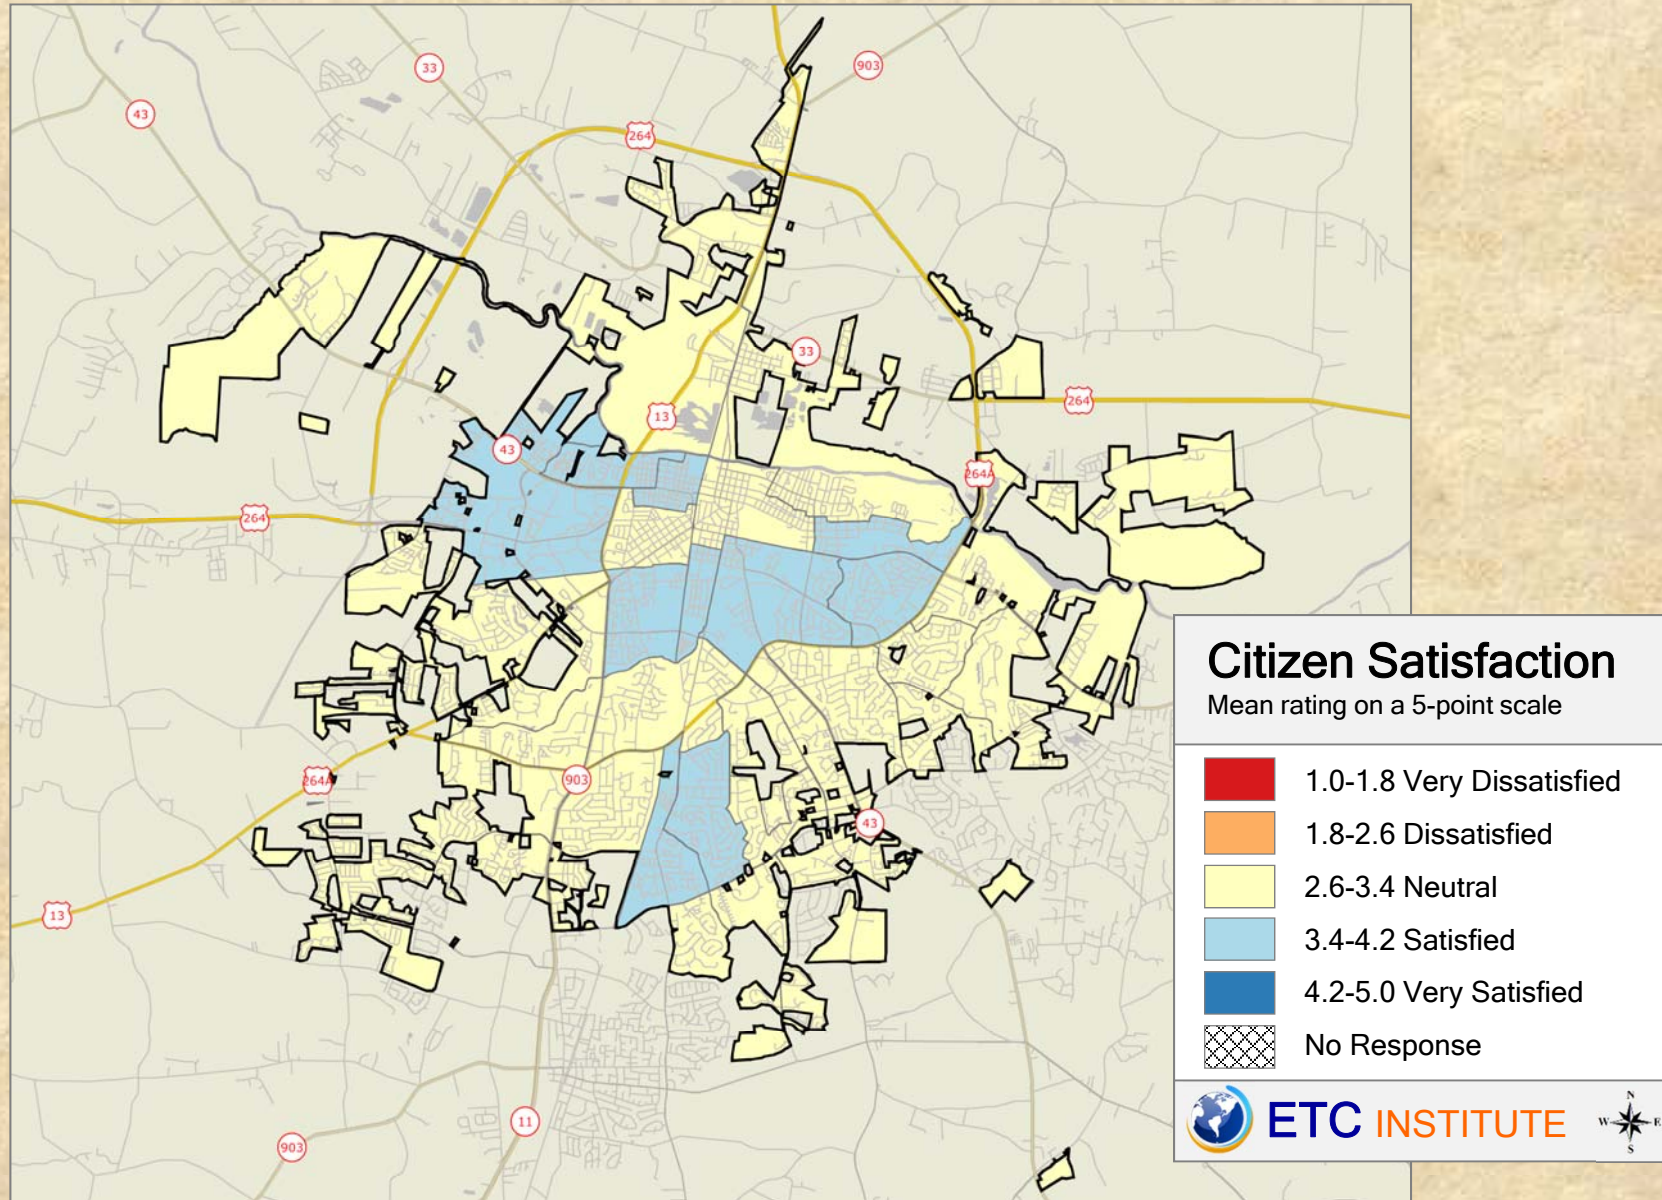 33
903
43
264
33
264
13
43
264A
264
903
264A
43
13
11
903
Citizen Satisfaction
Mean rating on a 5-point scale
1.0-1.8 Very Dissatisfied
1.8-2.6 Dissatisfied
2.6-3.4 Neutral
3.4-4.2 Satisfied
4.2-5.0 Very Satisfied
No Response
ETC INSTITUTE
N
W E
S